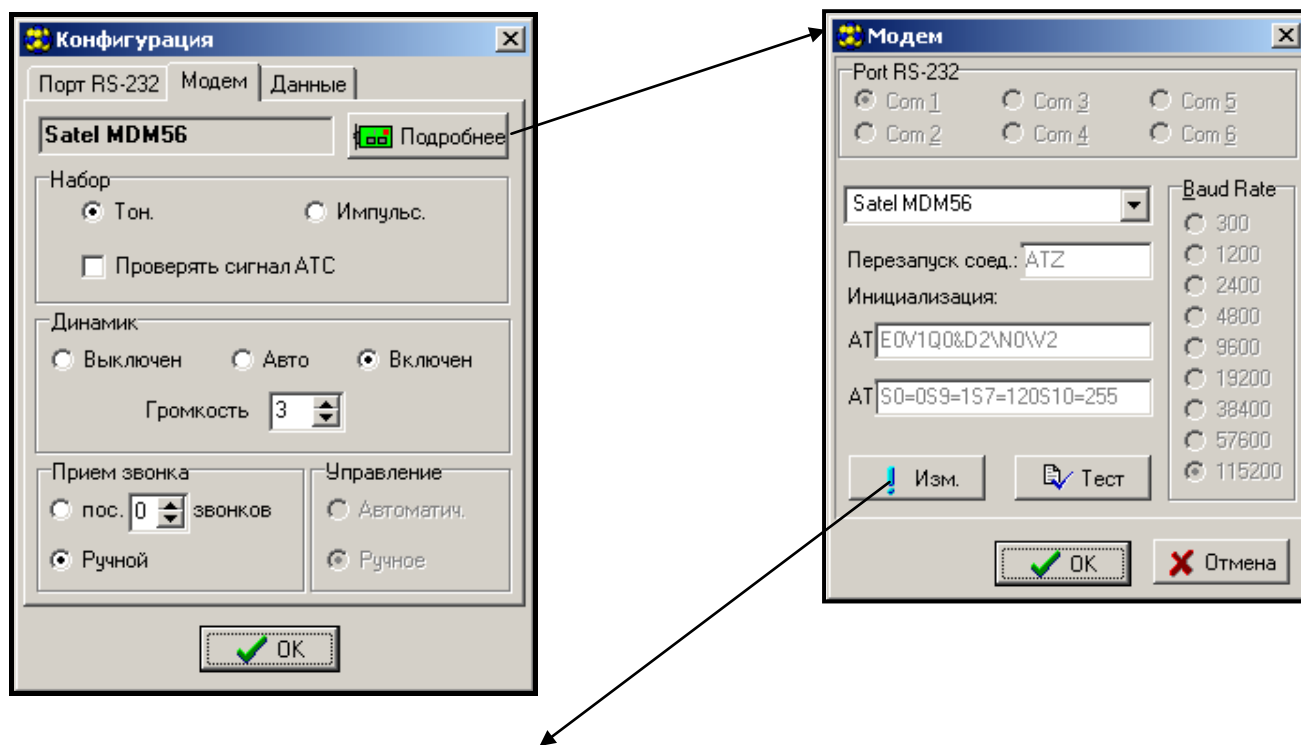 Конфигурация
Порт RS-232 Модем Данные
Satel MDM56 Подробнее
Набор
Тон. Импульс.
Проверять сигнал АТС
Динамик
Выключен Авто Включен
Громкость 3
Прием звонка
пос. 0 звонков
Ручной
Управление
Автоматич.
Ручное
OK
Модем
Port RS-232
Com 1 Com 3 Com 5
Com 2 Com 4 Com 6
Satel MDM56
Перезапуск соед.: ATZ
Инициализация:
AT E0V1Q0&D2\N0\V2
AT S0=0S9=1S7=120S10=255
Изм. Тест
Baud Rate
300
1200
2400
4800
9600
19200
38400
57600
115200
OK Отмена